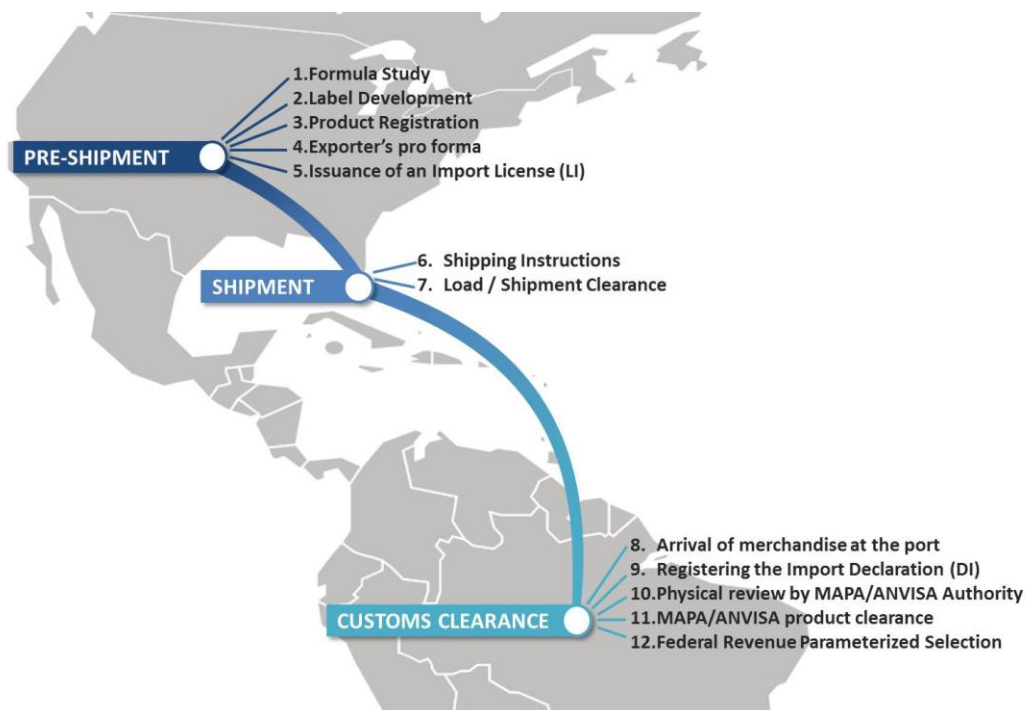 1.Formula Study
2.Label Development
3.Product Registration
PRE-SHIPMENT
4.Exporter's pro forma
5.Issuance of an Import License (LI)
6. Shipping Instructions
SHIPMENT
7. Load / Shipment Clearance
8. Arrival of merchandise at the port
9. Registering the Import Declaration (DI)
10.Physical review by MAPA/ANVISA Authority
CUSTOMS CLEARANCE
11.MAPA/ANVISA product clearance
12.Federal Revenue Parameterized Selection